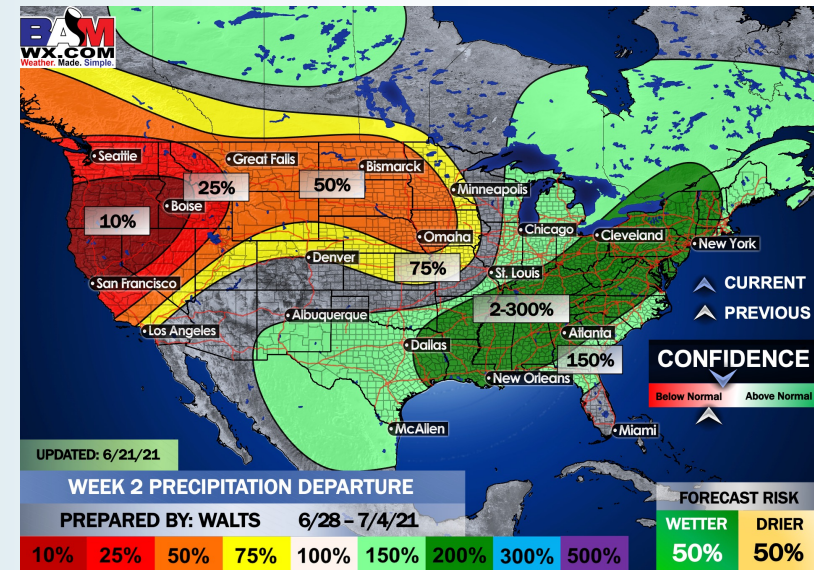 BAM
WX.COM
Weather. Made. Simple.
Seattle
Great Falls
Bismarck
25%
50%
Minneapolis
10%
Boise
Omaha
Chicago
Cleveland
New York
Denver
75%
St. Louis
San Francisco
CURRENT
2-300%
PREVIOUS
Albuquerque
Los Angeles
Atlanta
Dallas
150%
CONFIDENCE
New Orleans
Below Normal
Above Normal
McAllen
Miami
UPDATED: 6/21/21
WEEK 2 PRECIPITATION DEPARTURE
PREPARED BY: WALTS 6/28 – 7/4/21
FORECAST RISK
WETTER
DRIER
50%
50%
10% 25% 50% 75% 100% 150% 200% 300% 500%